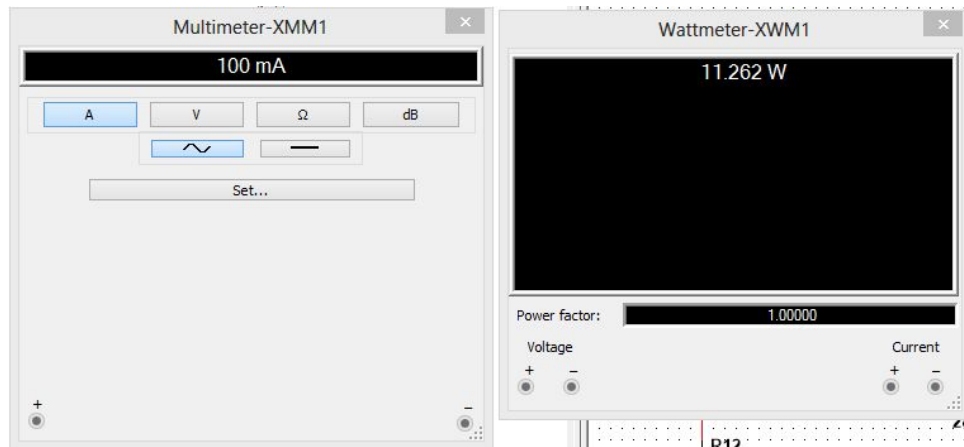 Multimeter-XMM1
100 mA
A V Ω dB
Set...
+ −
Wattmeter-XWM1
11.262 W
Power factor: 1.00000
Voltage Current
+ − + −
R12